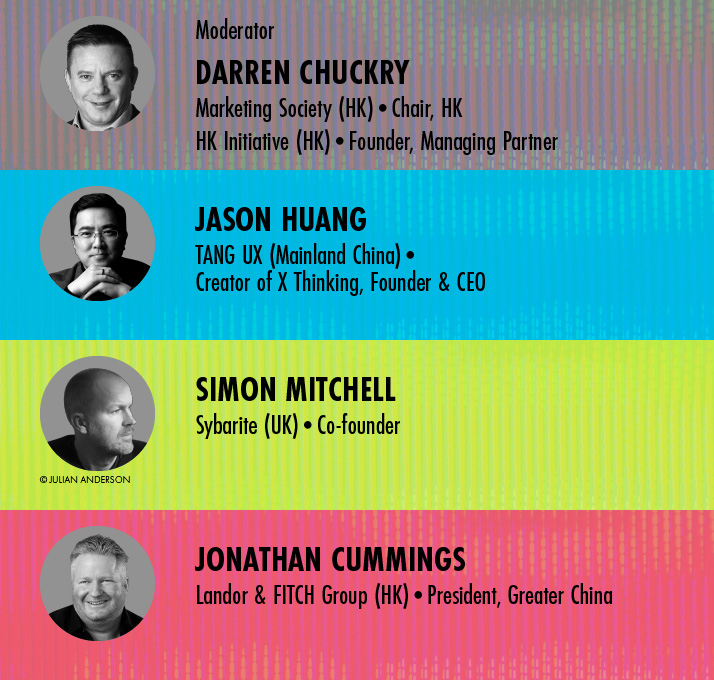 Moderator
DARREN CHUCKRY
Marketing Society (HK) • Chair, HK
HK Initiative (HK) • Founder, Managing Partner
JASON HUANG
TANG UX (Mainland China) •
Creator of X Thinking, Founder & CEO
SIMON MITCHELL
Sybarite (UK) • Co-founder
© JULIAN ANDERSON
JONATHAN CUMMINGS
Landor & FITCH Group (HK) • President, Greater China